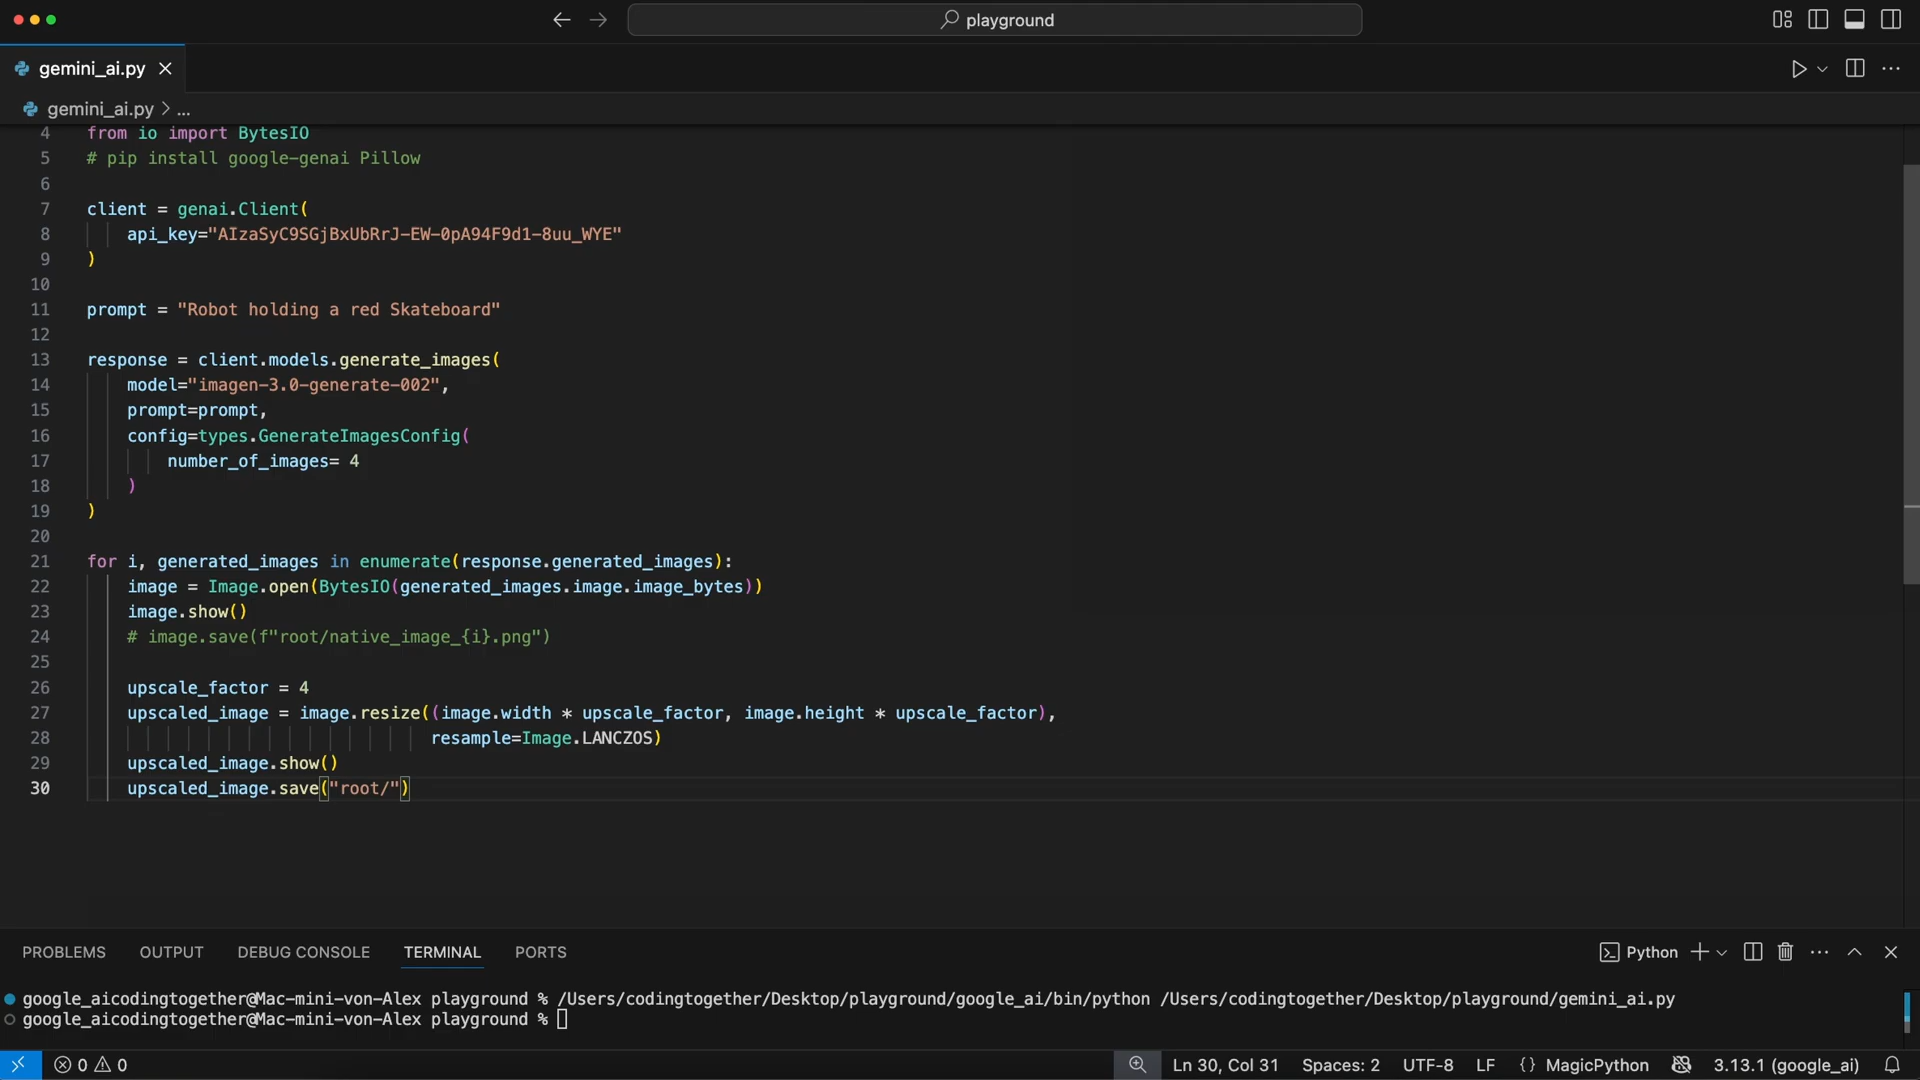 playground
gemini_ai.py
gemini_ai.py > ...
4 from io import BytesIO
5 # pip install google-genai Pillow
6
7 client = genai.Client(
8 api_key="AIzaSyC9SGjBxUbRrJ-EW-0pA94F9d1-8uu_WYE"
9 )
10
11 prompt = "Robot holding a red Skateboard"
12
13 response = client.models.generate_images(
14 model="imagen-3.0-generate-002",
15 prompt=prompt,
16 config=types.GenerateImagesConfig(
17 number_of_images= 4
18 )
19 )
20
21 for i, generated_images in enumerate(response.generated_images):
22 image = Image.open(BytesIO(generated_images.image.image_bytes))
23 image.show()
24 # image.save(f"root/native_image_{i}.png")
25
26 upscale_factor = 4
27 upscaled_image = image.resize((image.width * upscale_factor, image.height * upscale_factor),
28 resample=Image.LANCZOS)
29 upscaled_image.show()
30 upscaled_image.save("root/")
PROBLEMS OUTPUT DEBUG CONSOLE TERMINAL PORTS Python
google_aicodingtogether@Mac-mini-von-Alex playground % /Users/codingtogether/Desktop/playground/google_ai/bin/python /Users/codingtogether/Desktop/playground/gemini_ai.py
google_aicodingtogether@Mac-mini-von-Alex playground %
0 0 Ln 30, Col 31 Spaces: 2 UTF-8 LF {} MagicPython 3.13.1 (google_ai)